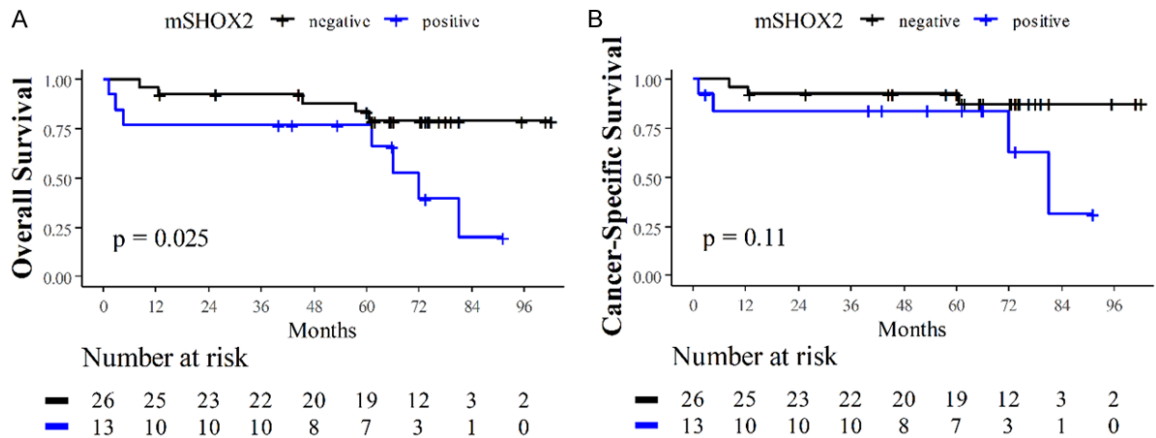 A
mSHOX2 negative positive
Overall Survival
1.00
0.75
0.50
0.25
0.00
p = 0.025
0 12 24 36 48 60 72 84 96
Months
Number at risk
26 25 23 22 20 19 12 3 2
13 10 10 10 8 7 3 1 0
B
mSHOX2 negative positive
Cancer-Specific Survival
1.00
0.75
0.50
0.25
0.00
p = 0.11
0 12 24 36 48 60 72 84 96
Months
Number at risk
26 25 23 22 20 19 12 3 2
13 10 10 10 8 7 3 1 0